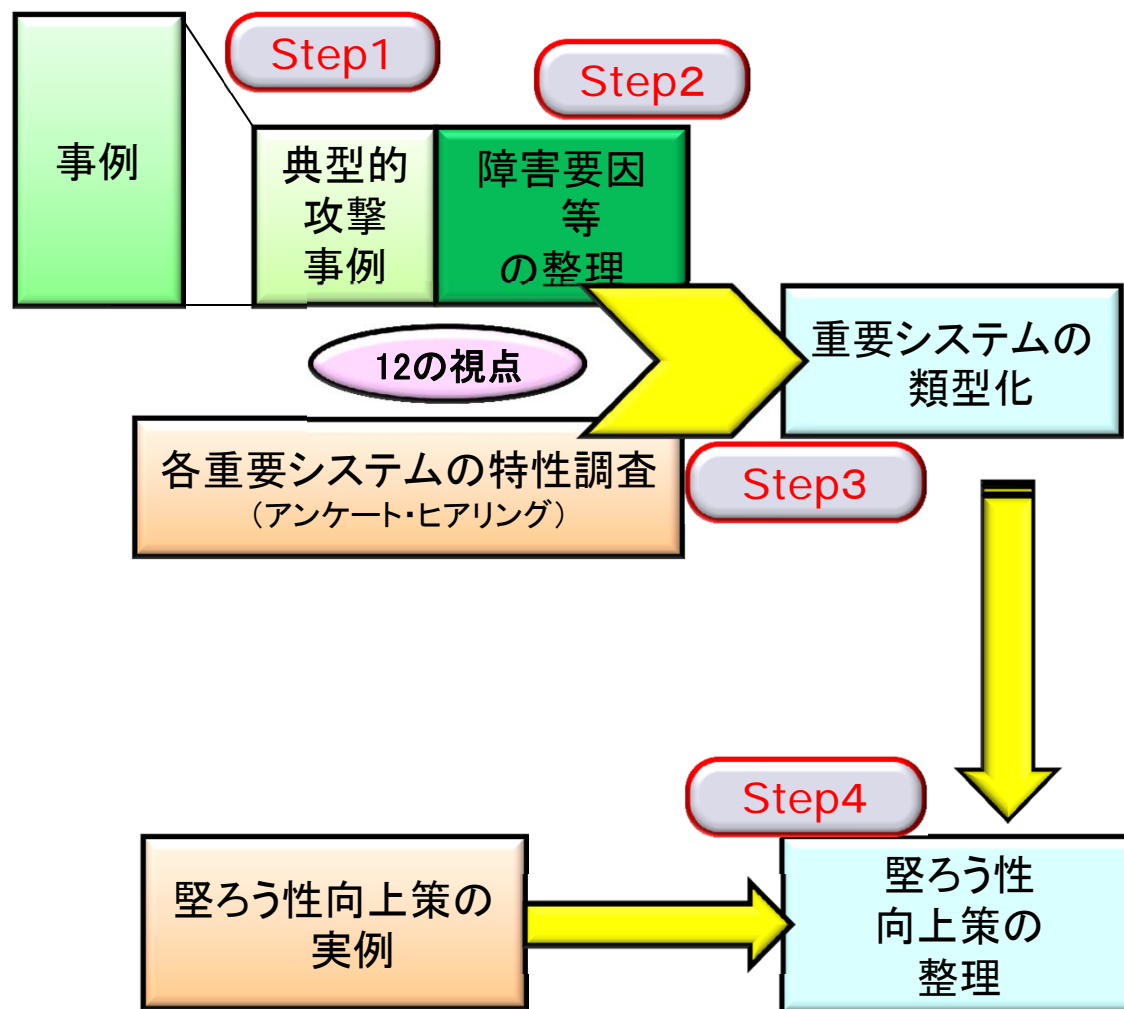 Step1
Step2
事例
典型的
攻撃
事例
障害要因
等
の整理
12の視点
重要システムの
類型化
各重要システムの特性調査
（アンケート・ヒアリング）
Step3
Step4
堅ろう性向上策の
実例
堅ろう性
向上策の
整理